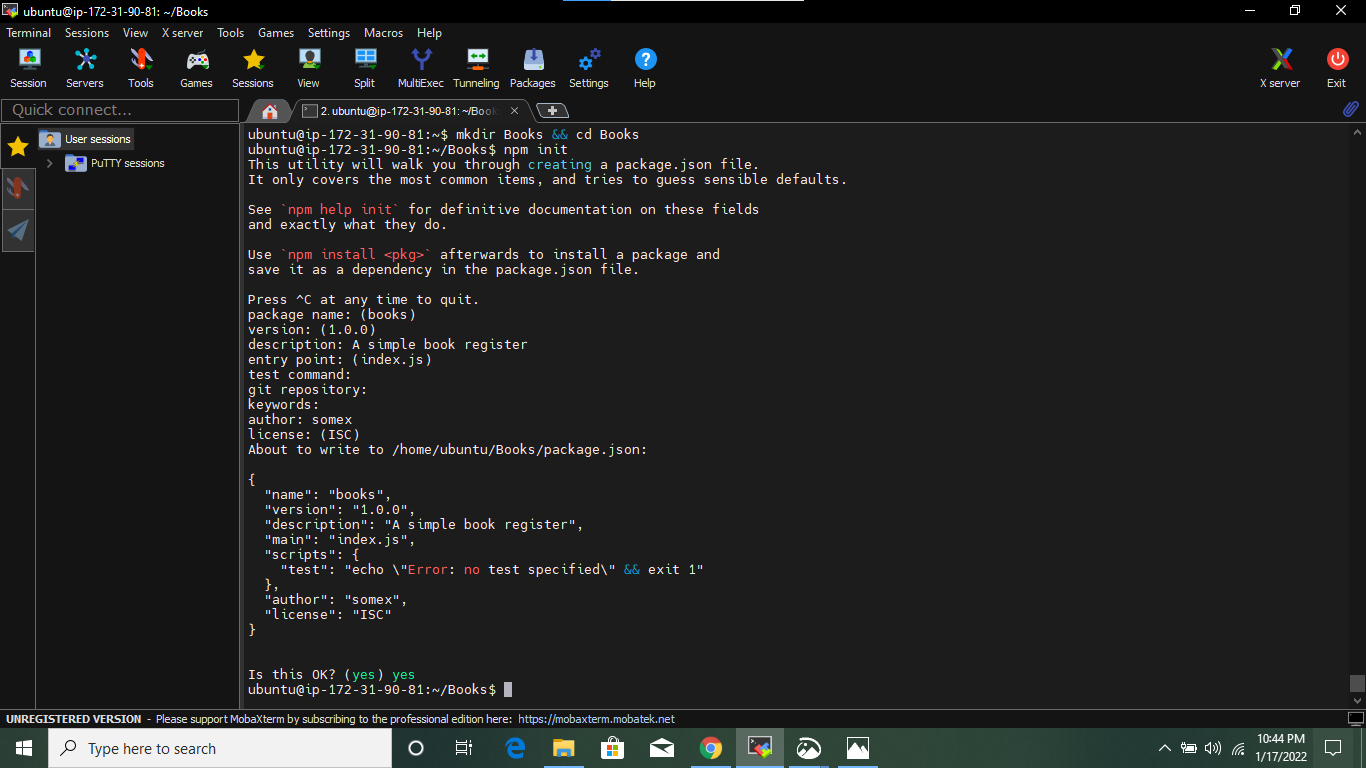 ubuntu@ip-172-31-90-81: ~/Books
Terminal Sessions View X server Tools Games Settings Macros Help
Session Servers Tools Games Sessions View Split MultiExec Tunneling Packages Settings Help X server Exit
Quick connect...
2. ubuntu@ip-172-31-90-81: ~/Book
User sessions
PuTTY sessions
ubuntu@ip-172-31-90-81:~$ mkdir Books && cd Books
ubuntu@ip-172-31-90-81:~/Books$ npm init
This utility will walk you through creating a package.json file.
It only covers the most common items, and tries to guess sensible defaults.
See `npm help init` for definitive documentation on these fields
and exactly what they do.
Use `npm install <pkg>` afterwards to install a package and
save it as a dependency in the package.json file.
Press ^C at any time to quit.
package name: (books)
version: (1.0.0)
description: A simple book register
entry point: (index.js)
test command:
git repository:
keywords:
author: somex
license: (ISC)
About to write to /home/ubuntu/Books/package.json:
{
  "name": "books",
  "version": "1.0.0",
  "description": "A simple book register",
  "main": "index.js",
  "scripts": {
    "test": "echo \"Error: no test specified\" && exit 1"
  },
  "author": "somex",
  "license": "ISC"
}
Is this OK? (yes) yes
ubuntu@ip-172-31-90-81:~/Books$
UNREGISTERED VERSION - Please support MobaXterm by subscribing to the professional edition here: https://mobaxterm.mobatek.net
Type here to search
10:44 PM
1/17/2022